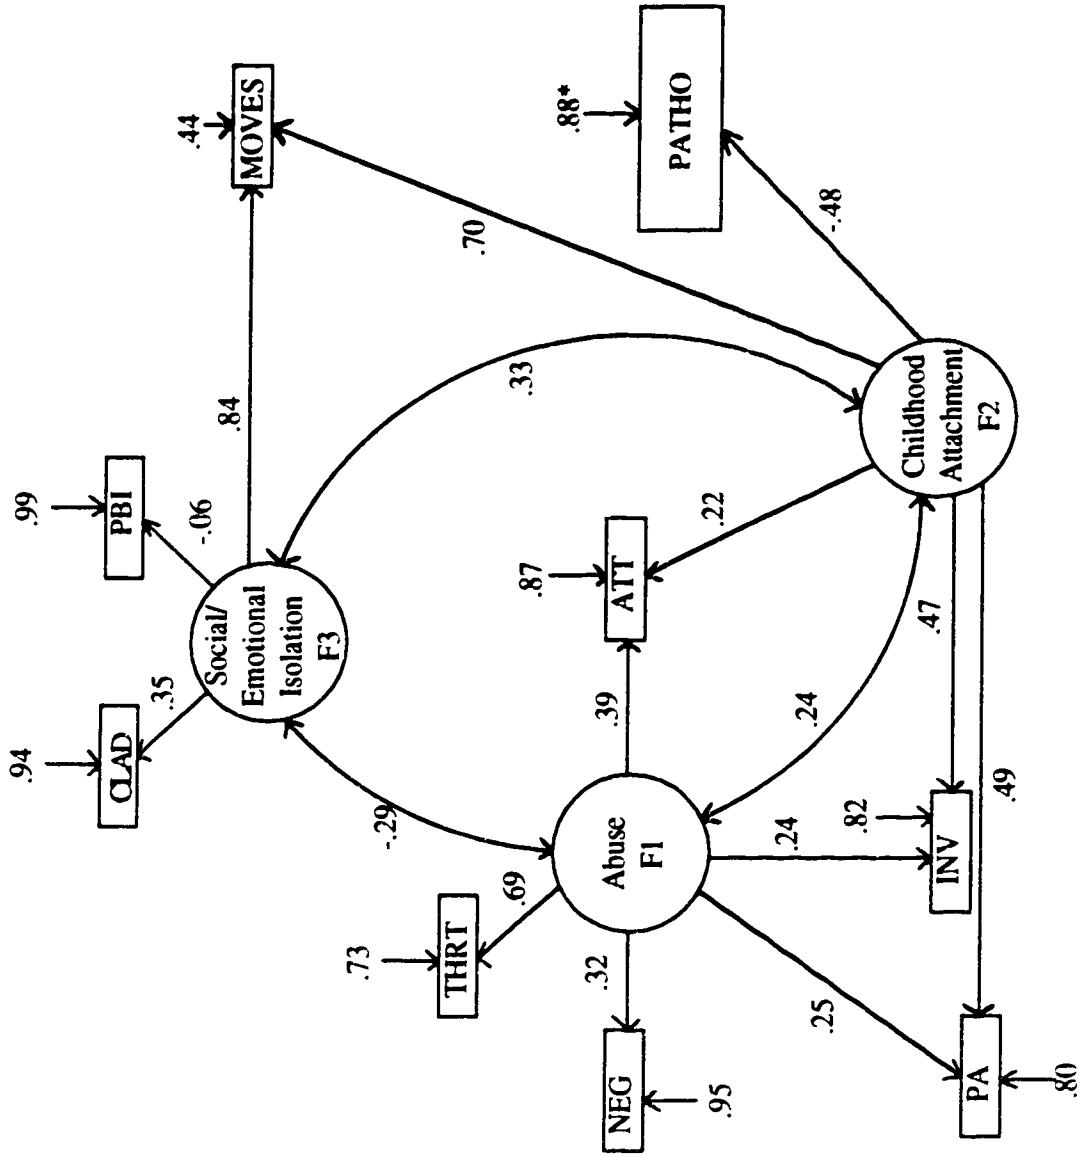 .94
.99
CLAD
PBI
.35
-.06
.44
MOVES
Social/
Emotional
Isolation
F3
.84
.73
THRT
-.29
.70
.69
.33
.87
.88*
.32
.39
NEG
Abuse
F1
ATT
PATHO
.95
.22
.24
.24
.25
-.48
.82
INV
.47
Childhood
Attachment
F2
PA
.49
.80